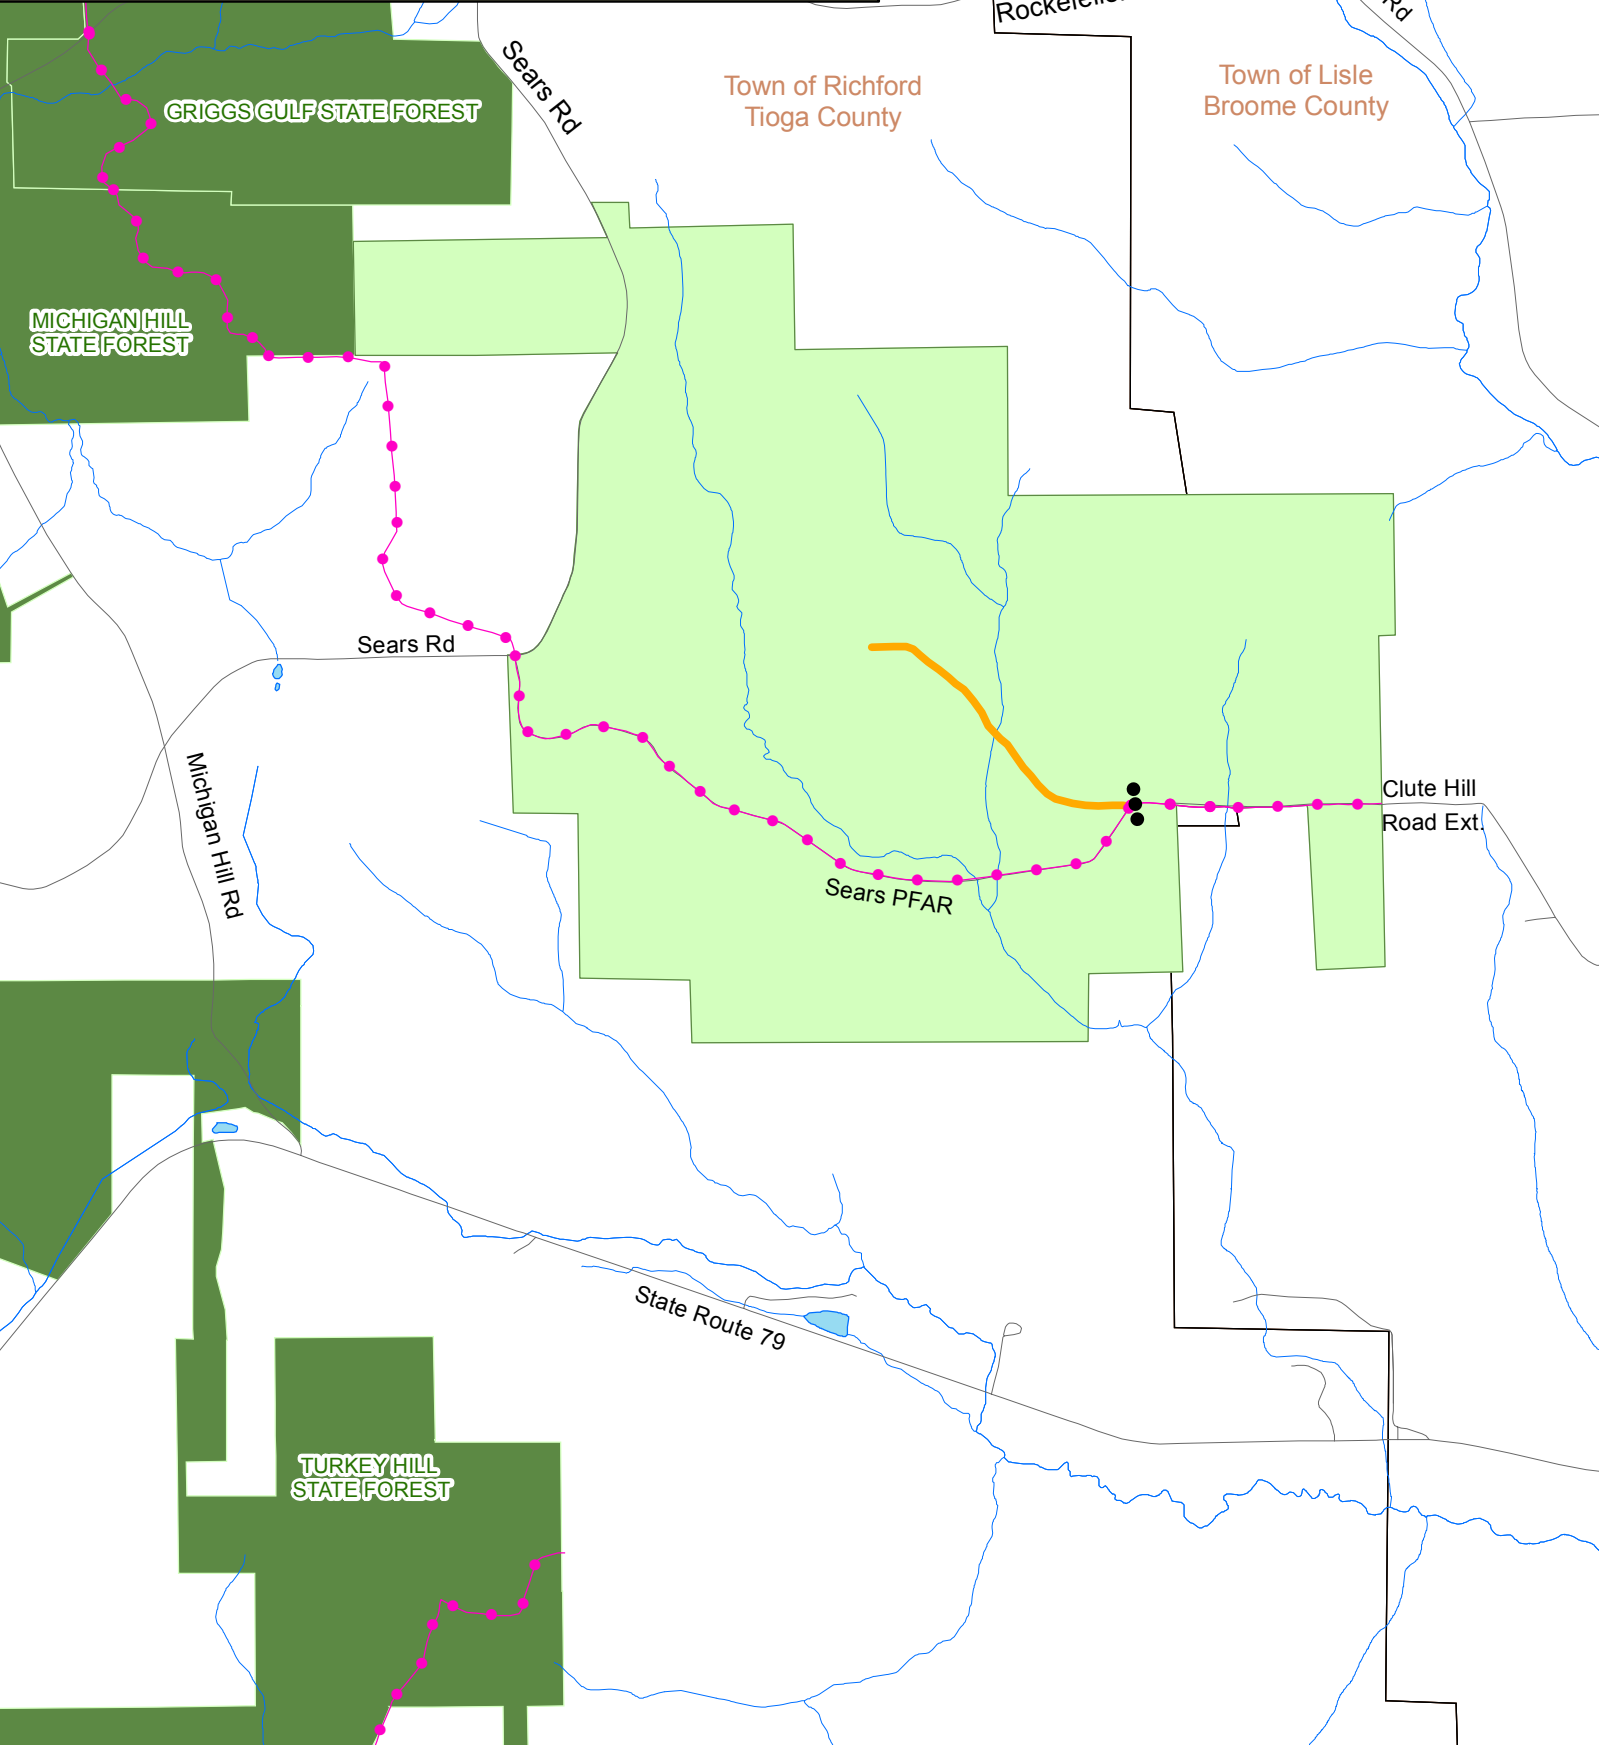 Rd
Sears Rd
Town of Richford
Tioga County
Town of Lisle
Broome County
GRIGGS GULF STATE FOREST
MICHIGAN HILL
STATE FOREST
Sears Rd
Michigan Hill Rd
Clute Hill
Road Ext.
Sears PFAR
State Route 79
TURKEY HILL
STATE FOREST